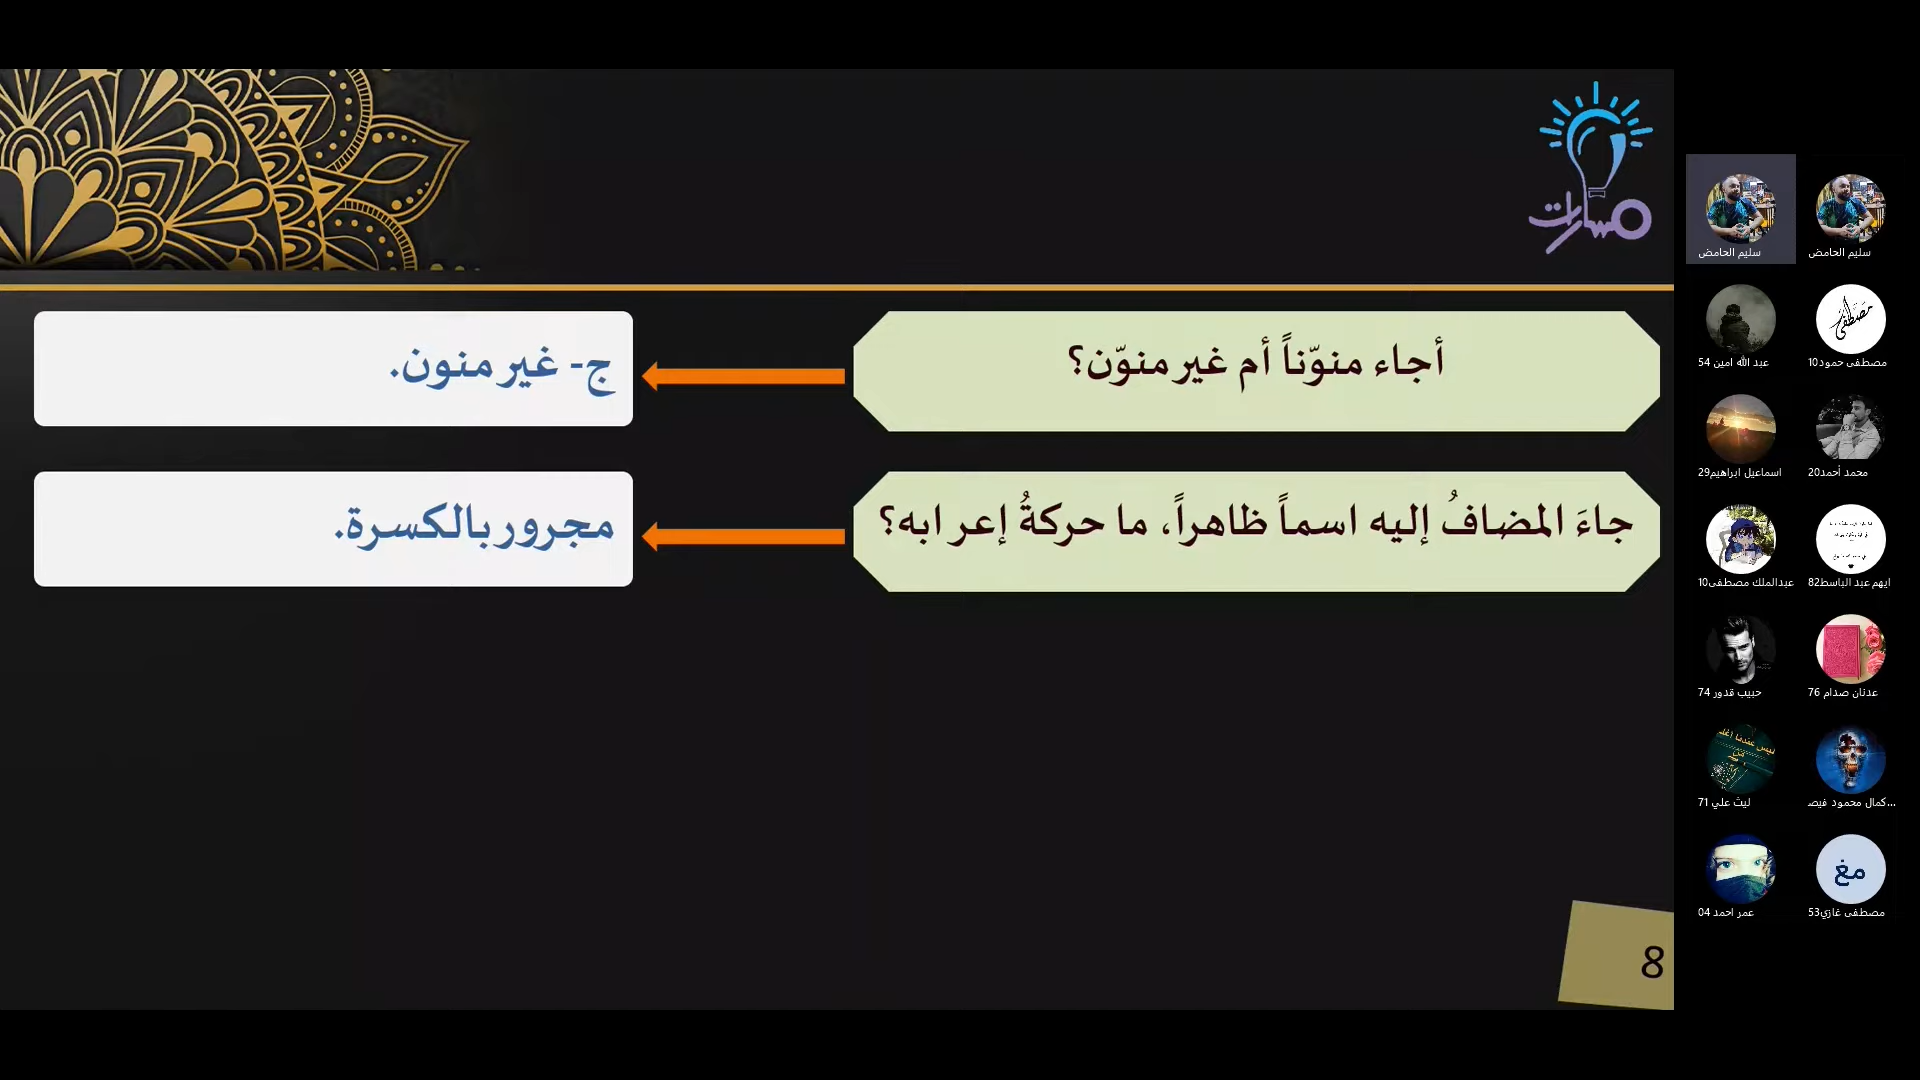 مسارات
أجاء منوّناً أم غير منوّن؟
ج- غير منون.
جاءَ المضافُ إليه اسماً ظاهراً، ما حركةُ إعرابه؟
مجرور بالكسرة.
8
سليم الحامض
سليم الحامض
عبد الله امين 54
مصطفى حمود10
اسماعيل ابراهيم29
محمد أحمد20
عبدالملك مصطفى10
ايهم عبد الباسط82
حبيب قدور 74
عدنان صدام 76
ليث علي 71
كمال محمود فيص...
عمر احمد 04
مغ
مصطفى غازي53
مصطفى